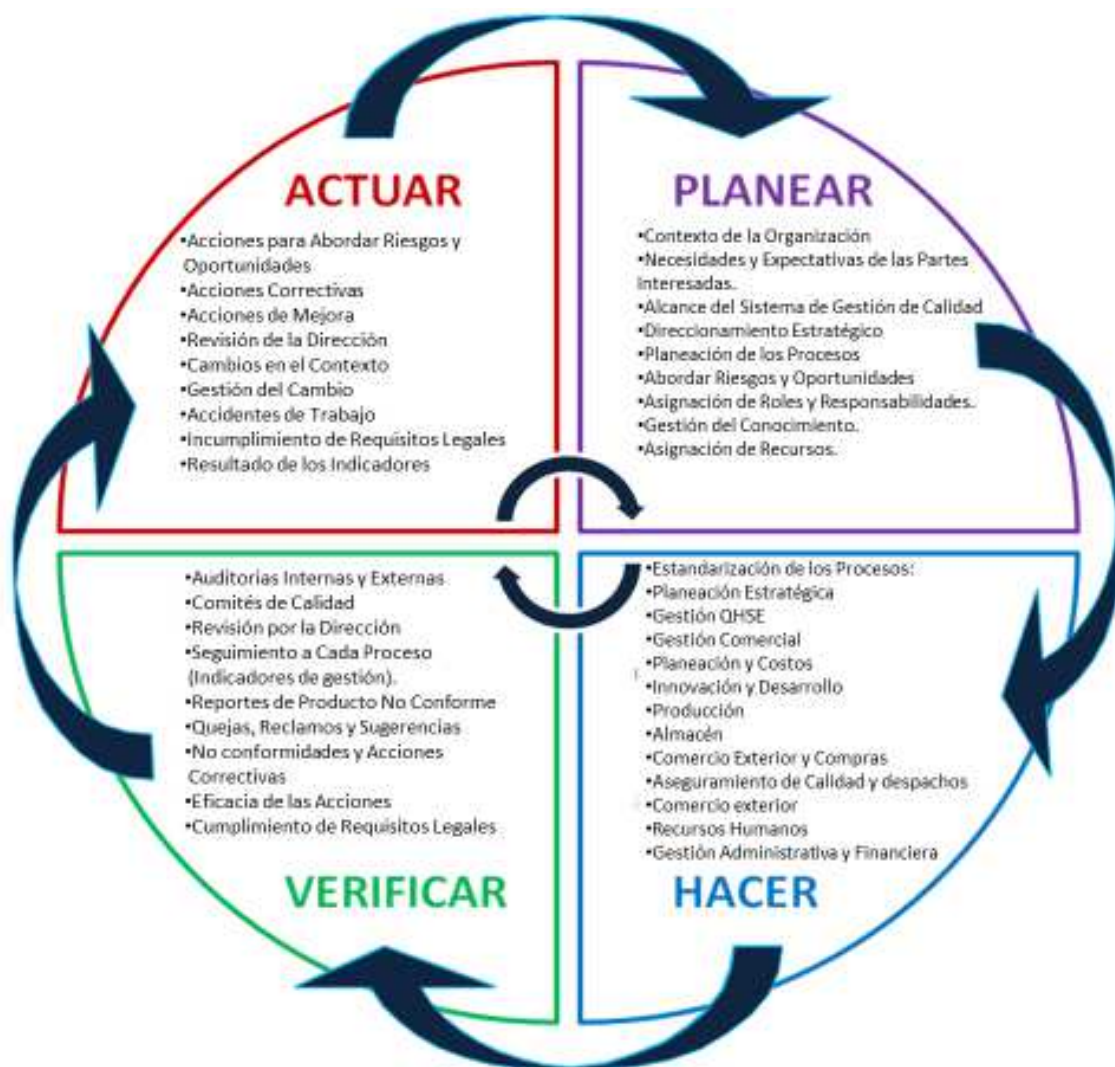 ACTUAR
•Acciones para Abordar Riesgos y
Oportunidades
•Acciones Correctivas
•Acciones de Mejora
•Revisión de la Dirección
•Cambios en el Contexto
•Gestión del Cambio
•Accidentes de Trabajo
•Incumplimiento de Requisitos Legales
•Resultado de los Indicadores
PLANEAR
•Contexto de la Organización
•Necesidades y Expectativas de las Partes
Interesadas.
•Alcance del Sistema de Gestión de Calidad
•Direccionamiento Estratégico
•Planeación de los Procesos
•Abordar Riesgos y Oportunidades
•Asignación de Roles y Responsabilidades.
•Gestión del Conocimiento.
•Asignación de Recursos.
•Auditorias Internas y Externas
•Comités de Calidad
•Revisión por la Dirección
•Seguimiento a Cada Proceso
(Indicadores de gestión).
•Reportes de Producto No Conforme
•Quejas, Reclamos y Sugerencias
•No conformidades y Acciones
Correctivas
•Eficacia de las Acciones
•Cumplimiento de Requisitos Legales
VERIFICAR
•Estandarización de los Procesos:
•Planeación Estratégica
•Gestión QHSE
•Gestión Comercial
•Planeación y Costos
•Innovación y Desarrollo
•Producción
•Almacén
•Comercio Exterior y Compras
•Aseguramiento de Calidad y despachos
•Comercio exterior
•Recursos Humanos
•Gestión Administrativa y Financiera
HACER